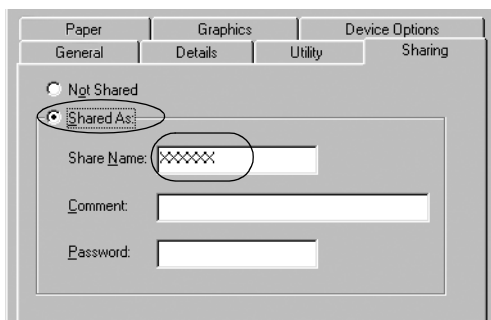 Paper Graphics Device Options
General Details Utility Sharing
Not Shared
Shared As:
Share Name: XXXXXX
Comment:
Password: